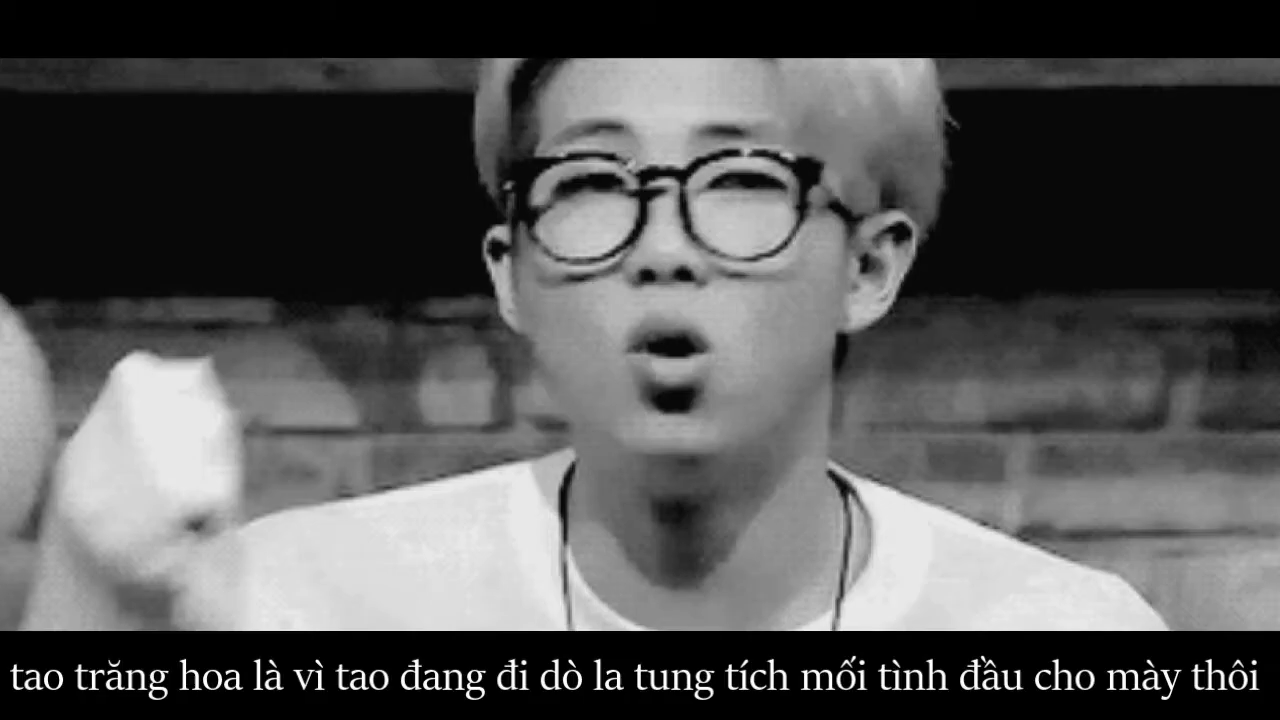 tao trăng hoa là vì tao đang đi dò la tung tích mối tình đầu cho mày thôi